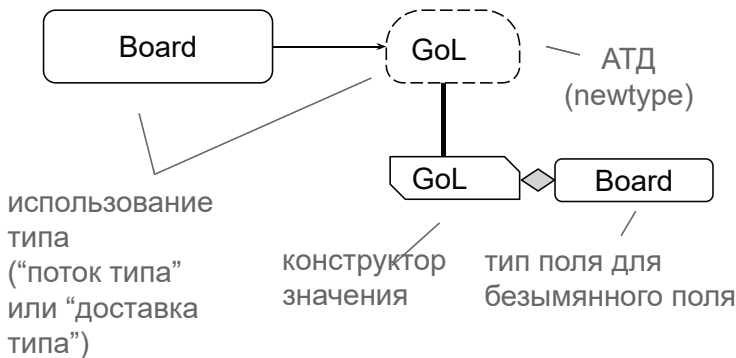 Board
GoL
АТД
(newtype)
GoL
Board
использование
типа
(“поток типа”
или “доставка
типа”)
конструктор
значения
тип поля для
безымянного поля